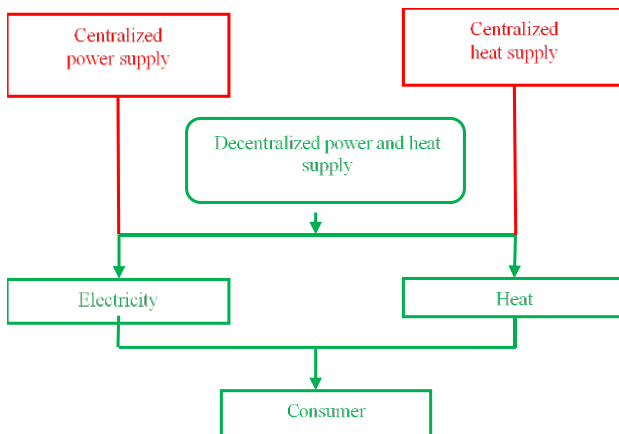 Centralized
power supply
Centralized
heat supply
Decentralized power and heat
supply
Electricity
Heat
Consumer